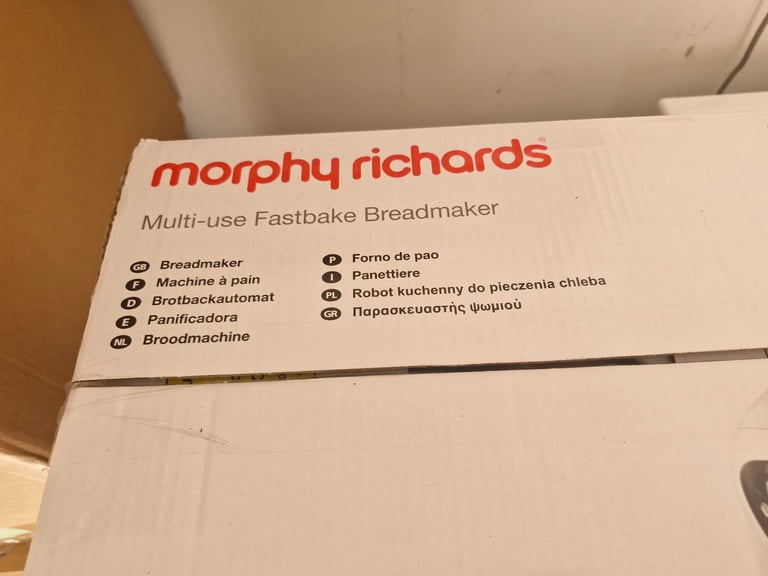 morphy richards®
Multi-use Fastbake Breadmaker
GB Breadmaker
F Machine à pain
D Brotbackautomat
E Panificadora
NL Broodmachine
P Forno de pao
I Panettiere
PL Robot kuchenny do pieczenia chleba
GR Παρασκευαστής ψωμιού